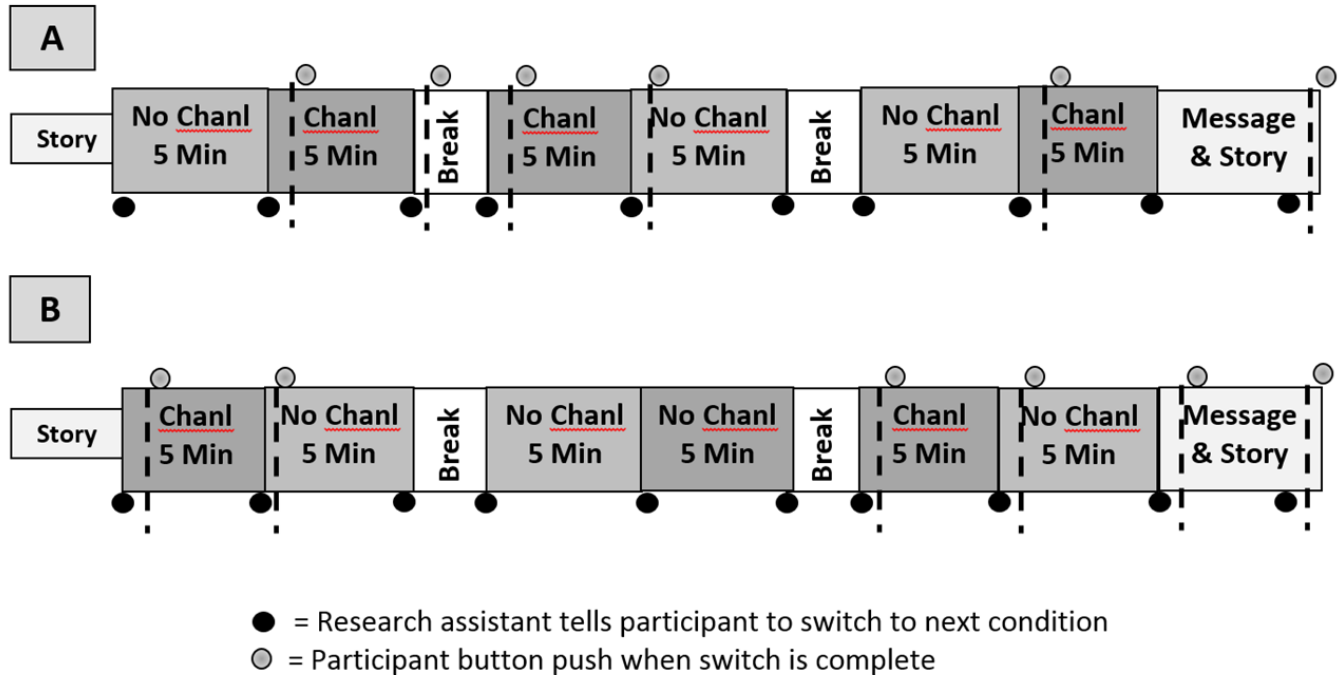 A
Story
No Chanl
5 Min
Chanl
5 Min
Break
Chanl
5 Min
No Chanl
5 Min
Break
No Chanl
5 Min
Chanl
5 Min
Message
& Story
B
Story
Chanl
5 Min
No Chanl
5 Min
Break
No Chanl
5 Min
No Chanl
5 Min
Break
Chanl
5 Min
No Chanl
5 Min
Message
& Story
= Research assistant tells participant to switch to next condition
= Participant button push when switch is complete